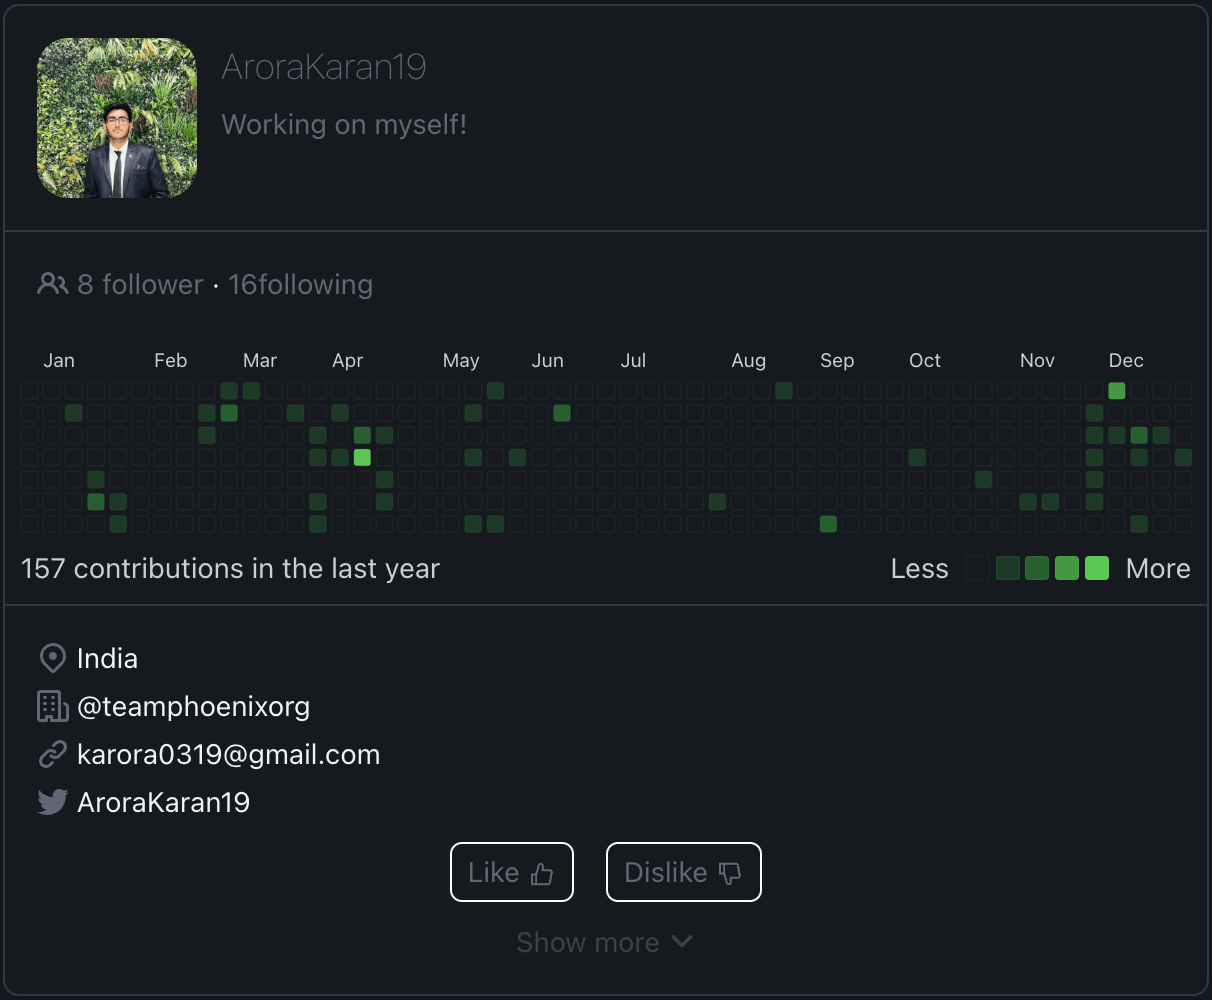 AroraKaran19
Working on myself!
8 follower · 16following
Jan Feb Mar Apr May Jun Jul Aug Sep Oct Nov Dec
157 contributions in the last year Less More
India
@teamphoenixorg
karora0319@gmail.com
AroraKaran19
Like Dislike
Show more